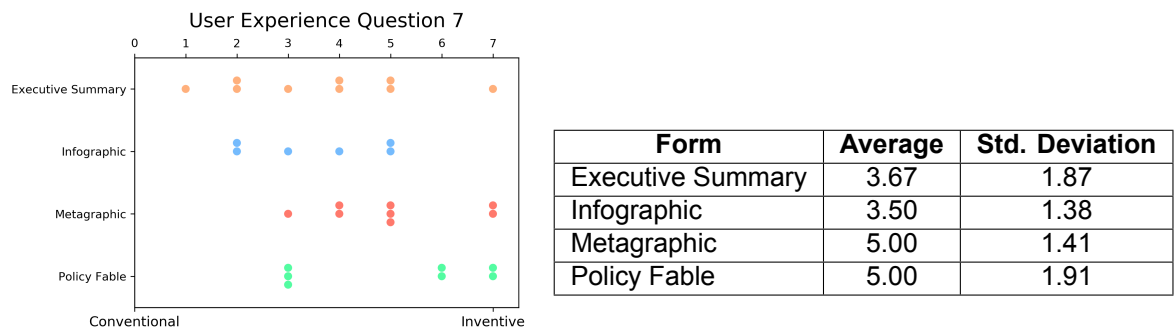 User Experience Question 7
0 1 2 3 4 5 6 7
Executive Summary
Infographic
Metagraphic
Policy Fable
Conventional Inventive
Form Average Std. Deviation
Executive Summary 3.67 1.87
Infographic 3.50 1.38
Metagraphic 5.00 1.41
Policy Fable 5.00 1.91